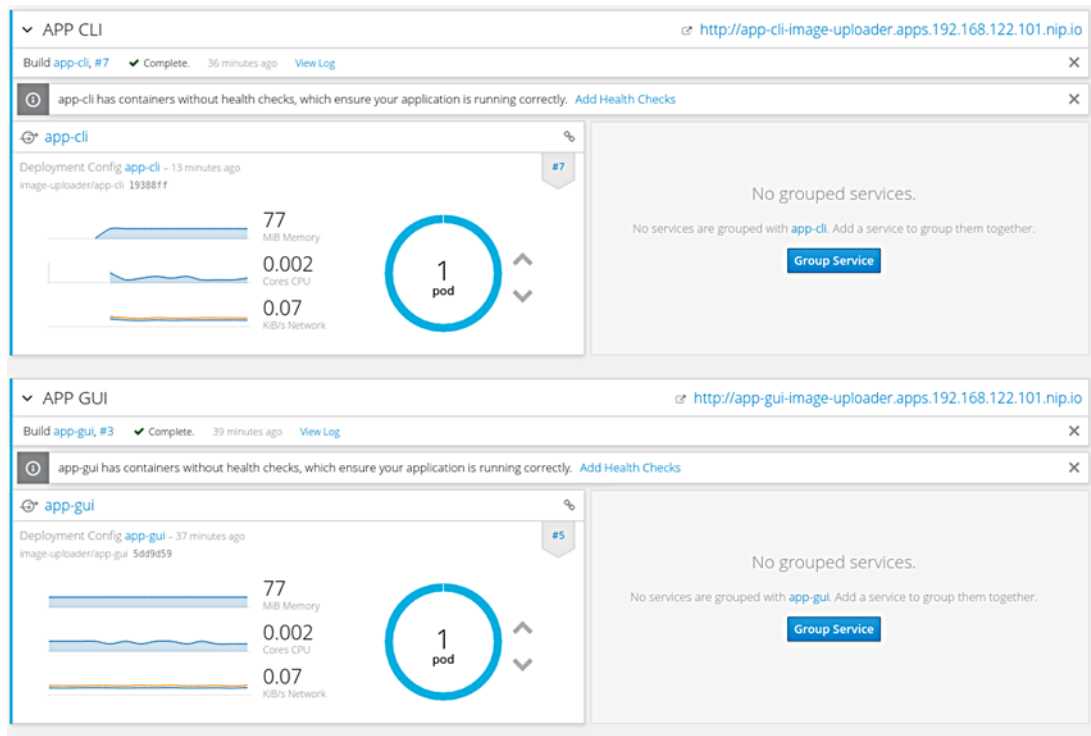 APP CLI
http://app-cli-image-uploader.apps.192.168.122.101.nip.io
Build app-cli, #7 Complete. 36 minutes ago View Log
app-cli has containers without health checks, which ensure your application is running correctly. Add Health Checks
app-cli
Deployment Config app-cli – 13 minutes ago
#7
image-uploader/app-cli 19388ff
77
MiB Memory
0.002
Cores CPU
0.07
KiB/s Network
1
pod
No grouped services.
No services are grouped with app-cli. Add a service to group them together.
Group Service
APP GUI
http://app-gui-image-uploader.apps.192.168.122.101.nip.io
Build app-gui, #3 Complete. 39 minutes ago View Log
app-gui has containers without health checks, which ensure your application is running correctly. Add Health Checks
app-gui
Deployment Config app-gui – 37 minutes ago
#5
image-uploader/app-gui 5dd9d59
77
MiB Memory
0.002
Cores CPU
0.07
KiB/s Network
1
pod
No grouped services.
No services are grouped with app-gui. Add a service to group them together.
Group Service